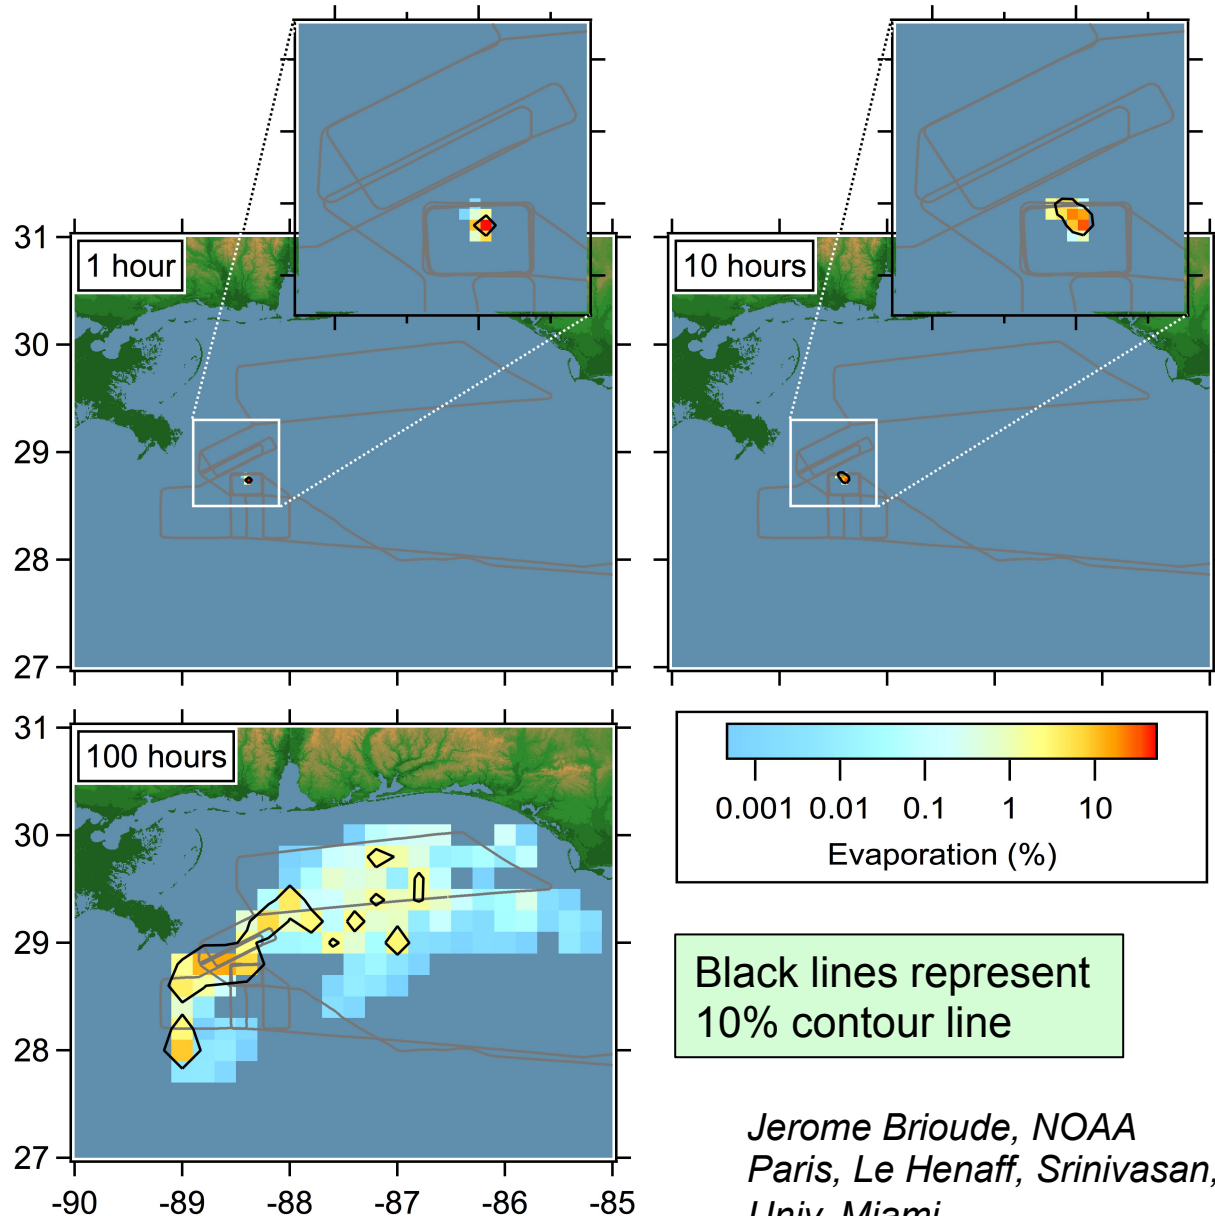 1 hour
10 hours
31
30
29
28
27
100 hours
31
30
29
28
27
-90 -89 -88 -87 -86 -85
0.001 0.01 0.1 1 10
Evaporation (%)
Black lines represent
10% contour line
Jerome Brioude, NOAA
Paris, Le Henaff, Srinivasan,
Univ. Miami